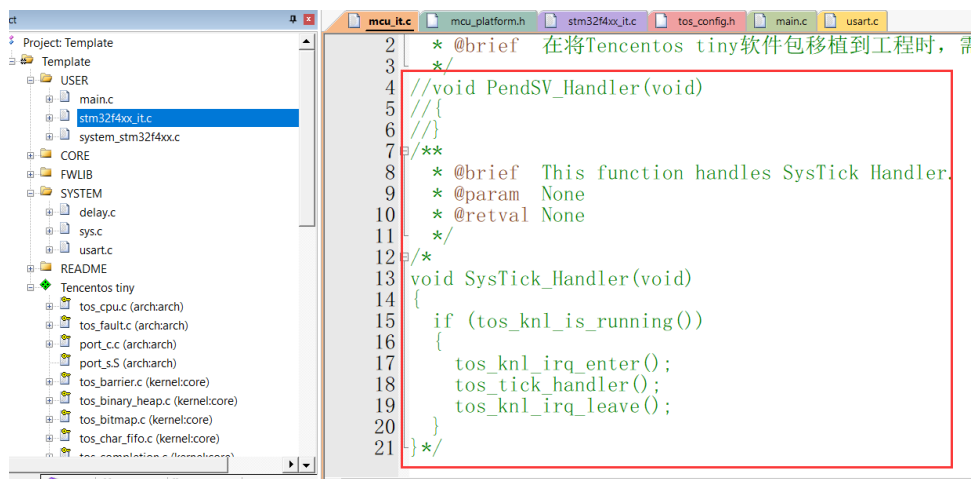 ct
Project: Template
Template
USER
main.c
stm32f4xx_it.c
system_stm32f4xx.c
CORE
FWLIB
SYSTEM
delay.c
sys.c
usart.c
README
Tencentos tiny
tos_cpu.c (arch:arch)
tos_fault.c (arch:arch)
port_c.c (arch:arch)
port_s.S (arch:arch)
tos_barrier.c (kernel:core)
tos_binary_heap.c (kernel:core)
tos_bitmap.c (kernel:core)
tos_char_fifo.c (kernel:core)
tos_completion.c (kernel:core)
mcu_it.c mcu_platform.h stm32f4xx_it.c tos_config.h main.c usart.c
2 * @brief 在将Tencentos tiny软件包移植到工程时，需
3 */
4 //void PendSV_Handler(void)
5 //{
6 //}
7 /**
8 * @brief This function handles SysTick Handler.
9 * @param None
10 * @retval None
11 */
12 /*
13 void SysTick_Handler(void)
14 {
15 if (tos_knl_is_running())
16 {
17 tos_knl_irq_enter();
18 tos_tick_handler();
19 tos_knl_irq_leave();
20 }
21 }*/